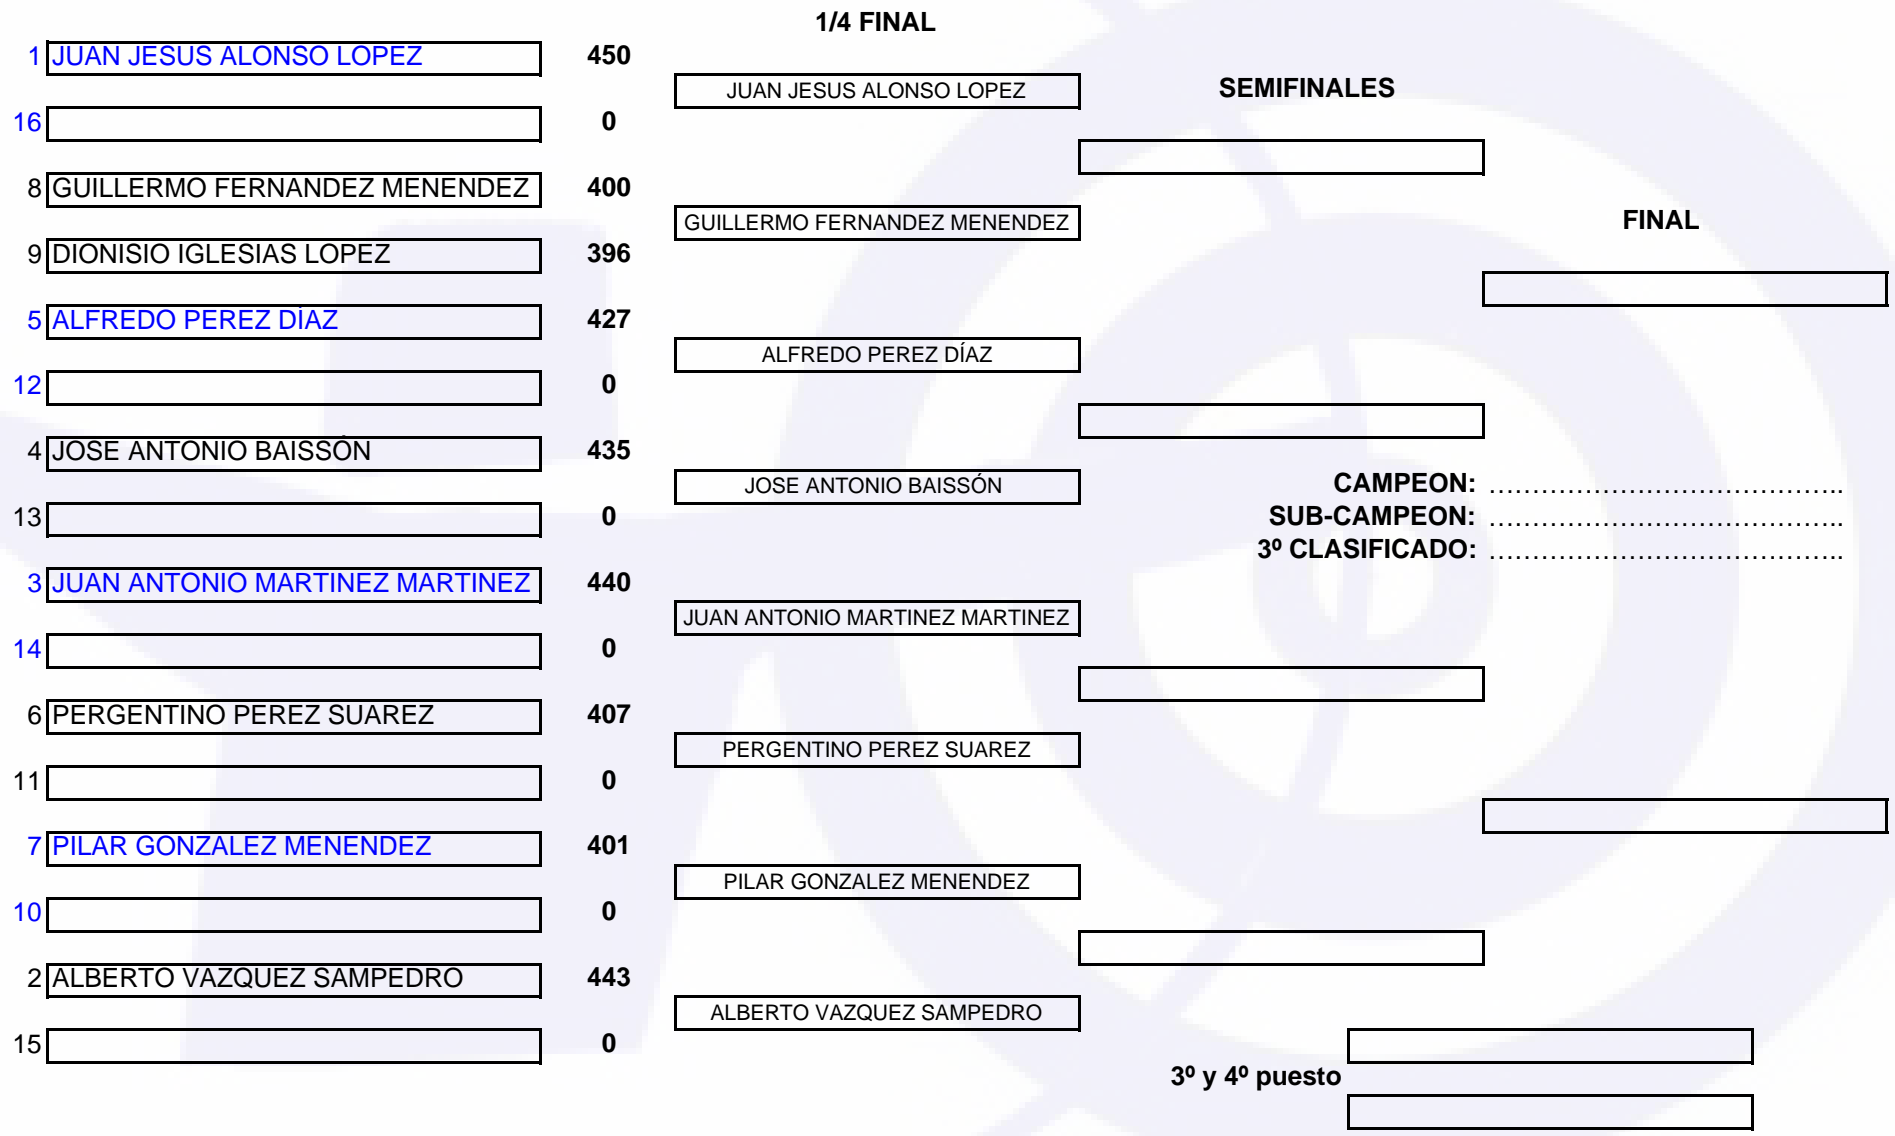 1/4 FINAL
1 JUAN JESUS ALONSO LOPEZ 450
JUAN JESUS ALONSO LOPEZ SEMIFINALES
16 0
8 GUILLERMO FERNANDEZ MENENDEZ 400
GUILLERMO FERNANDEZ MENENDEZ FINAL
9 DIONISIO IGLESIAS LOPEZ 396
5 ALFREDO PEREZ DÍAZ 427
ALFREDO PEREZ DÍAZ
12 0
4 JOSE ANTONIO BAISSÓN 435
JOSE ANTONIO BAISSÓN CAMPEON: …………………………………..
13 0 SUB-CAMPEON: …………………………………..
3º CLASIFICADO: …………………………………..
3 JUAN ANTONIO MARTINEZ MARTINEZ 440
JUAN ANTONIO MARTINEZ MARTINEZ
14 0
6 PERGENTINO PEREZ SUAREZ 407
PERGENTINO PEREZ SUAREZ
11 0
7 PILAR GONZALEZ MENENDEZ 401
PILAR GONZALEZ MENENDEZ
10 0
2 ALBERTO VAZQUEZ SAMPEDRO 443
ALBERTO VAZQUEZ SAMPEDRO
15 0
3º y 4º puesto